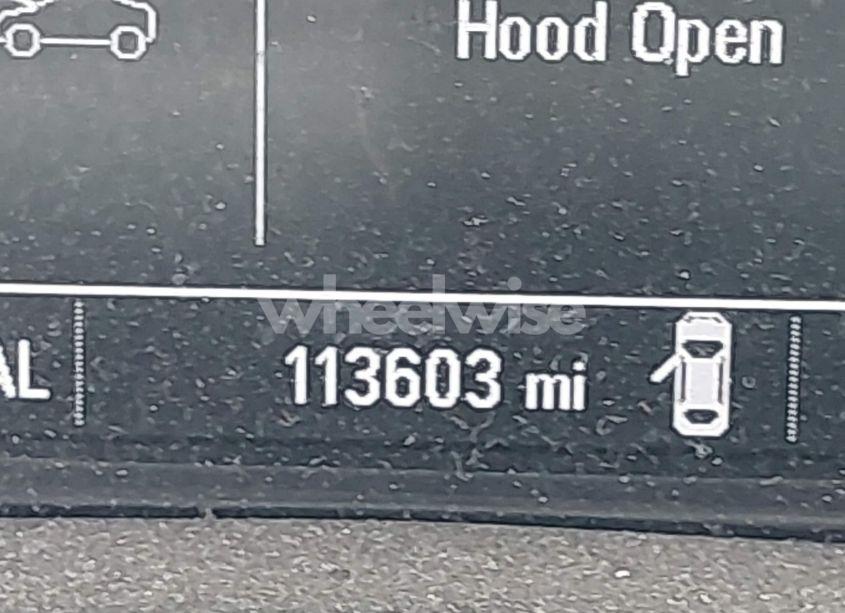 Hood Open
wheelwise
AL
113603 mi